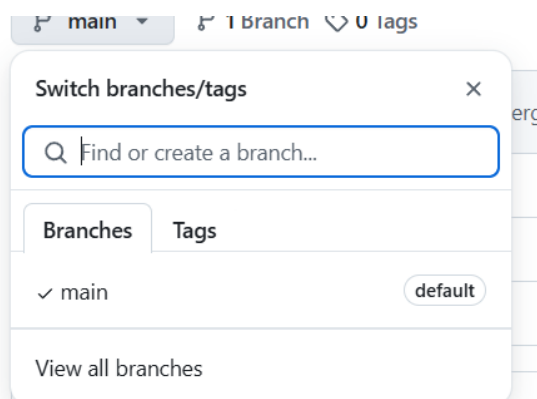 main 1 Branch 0 Tags
Switch branches/tags
erg
Find or create a branch...
Branches Tags
main default
View all branches